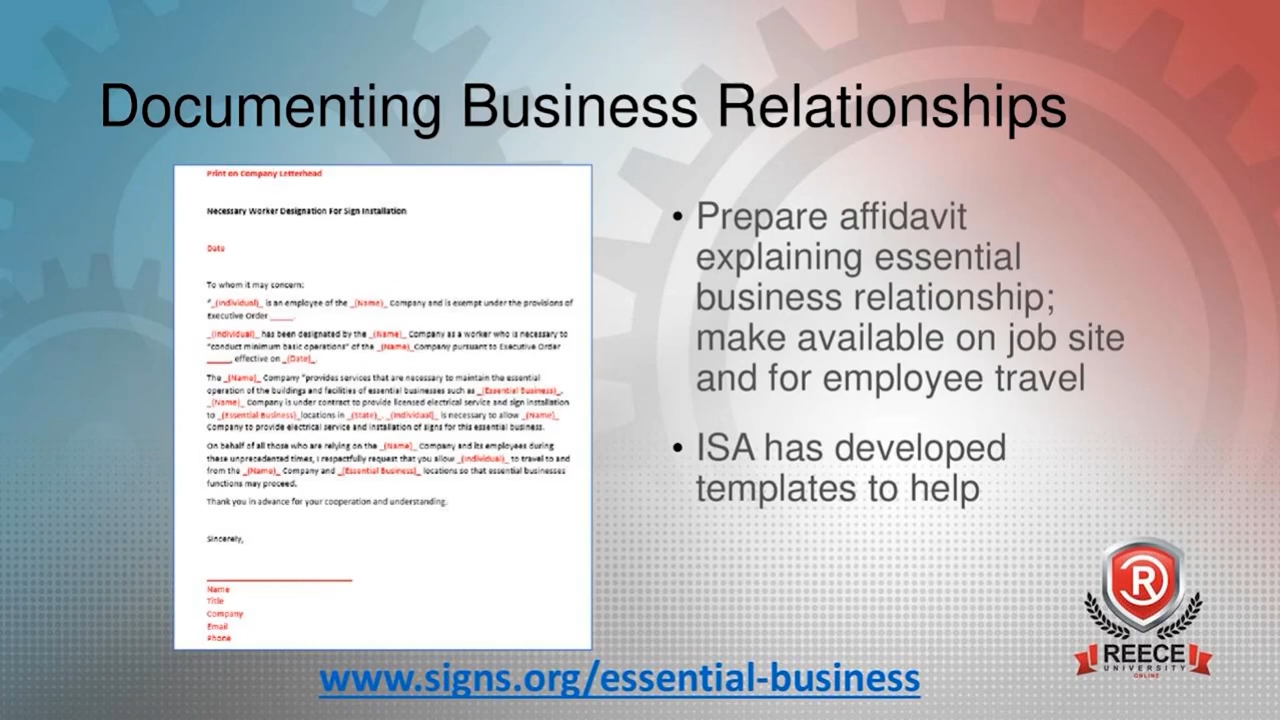 Documenting Business Relationships
Print on Company Letterhead
Necessary Worker Designation For Sign Installation
Date
To whom it may concern:
"_(Individual)_ is an employee of the _(Name)_ Company and is exempt under the provisions of
Executive Order _____.
_(Individual)_ has been designated by the _(Name)_ Company as a worker who is necessary to
"conduct minimum basic operations" of the _(Name)_Company pursuant to Executive Order
_____, effective on _(Date)_.
The _(Name)_ Company "provides services that are necessary to maintain the essential
operation of the buildings and facilities of essential businesses such as _(Essential Business)_.
_(Name)_ Company is under contract to provide licensed electrical service and sign installation
to _(Essential Business)_locations in _(State)_. _(Individual)_ is necessary to allow _(Name)_
Company to provide electrical service and installation of signs for this essential business.
On behalf of all those who are relying on the _(Name)_ Company and its employees during
these unprecedented times, I respectfully request that you allow _(Individual)_ to travel to and
from the _(Name)_ Company and _(Essential Business)_ locations so that essential businesses
functions may proceed.
Thank you in advance for your cooperation and understanding.
Sincerely,
Name
Title
Company
Email
Phone
• Prepare affidavit
explaining essential
business relationship;
make available on job site
and for employee travel
• ISA has developed
templates to help
www.signs.org/essential-business
R
REECE
UNIVERSITY
ONLINE